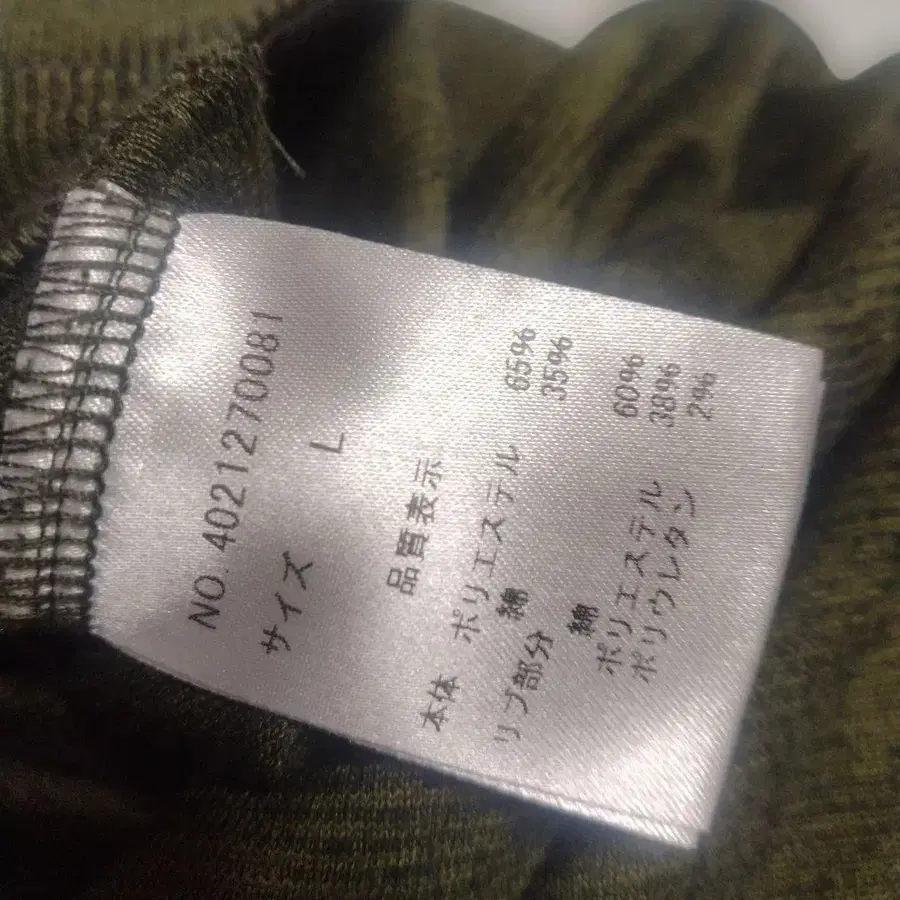 NO.4021270081
サイズ L
品質表示
本体
ポリエステル 65%
綿 35%
リブ部分
綿 60%
ポリエステル 38%
ポリウレタン 2%